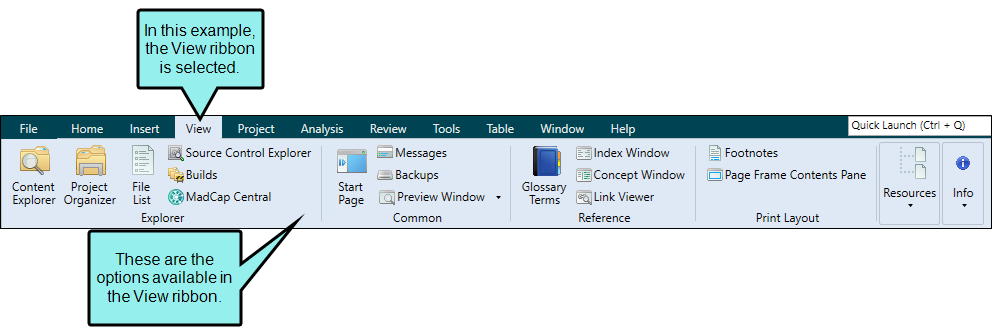 In this example,
the View ribbon
is selected.
File Home Insert View Project Analysis Review Tools Table Window Help Quick Launch (Ctrl + Q)
Content
Explorer
Project
Organizer
File
List
Source Control Explorer
Builds
MadCap Central
Explorer
Start
Page
Messages
Backups
Preview Window
Common
Glossary
Terms
Index Window
Concept Window
Link Viewer
Reference
Footnotes
Page Frame Contents Pane
Print Layout
Resources
Info
These are the
options available in
the View ribbon.